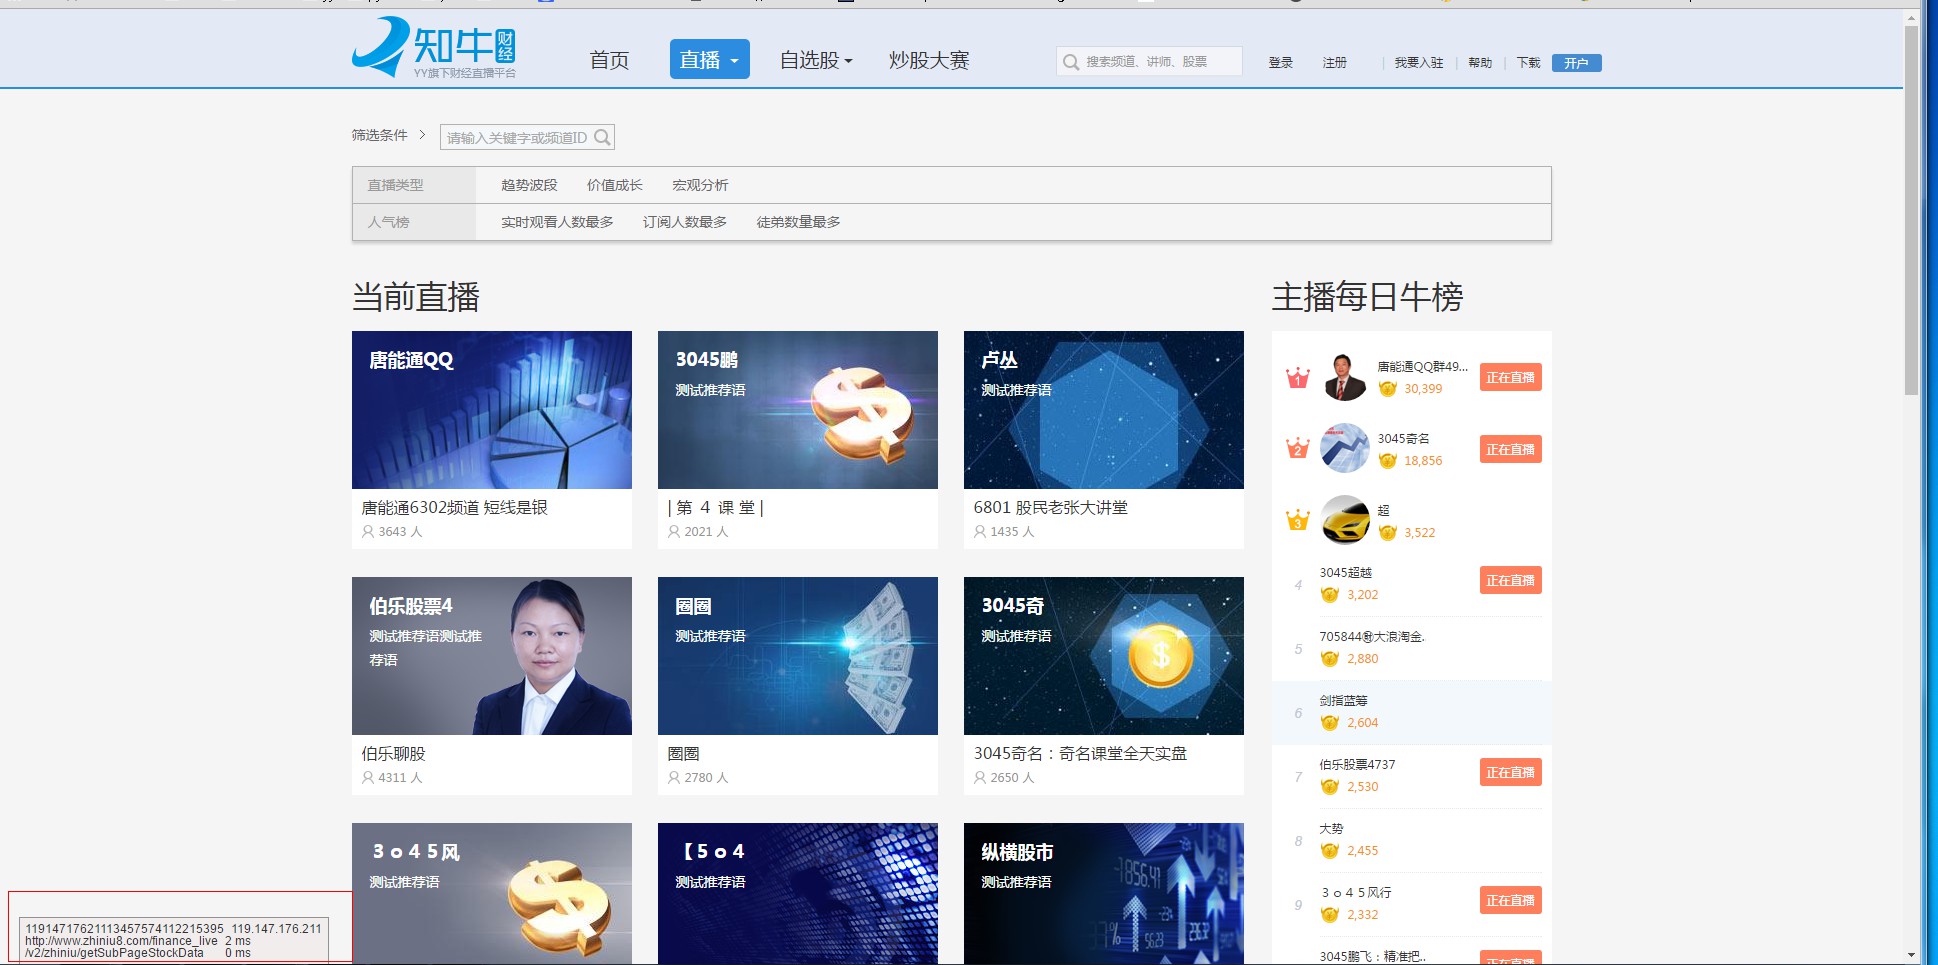 知牛财经
YY旗下财经直播平台
首页 直播 自选股 炒股大赛
搜索频道、讲师、股票
登录 注册 | 我要入驻 | 帮助 | 下载 开户
筛选条件 >
请输入关键字或频道ID
直播类型 趋势波段 价值成长 宏观分析
人气榜 实时观看人数最多 订阅人数最多 徒弟数量最多
当前直播
唐能通QQ
唐能通6302频道 短线是银
3643 人
3045鹏
测试推荐语
| 第 4 课 堂 |
2021 人
卢丛
测试推荐语
6801 股民老张大讲堂
1435 人
伯乐股票4
测试推荐语测试推
荐语
伯乐聊股
4311 人
圈圈
测试推荐语
圈圈
2780 人
3045奇
测试推荐语
3045奇名：奇名课堂全天实盘
2650 人
３ｏ４５风
测试推荐语
【５ｏ４
测试推荐语
纵横股市
测试推荐语
主播每日牛榜
1 唐能通QQ群49... 正在直播
30,399
2 3045奇名 正在直播
18,856
3 超
3,522
4 3045超越 正在直播
3,202
5 705844㊑大浪淘金.
2,880
6 剑指蓝筹
2,604
7 伯乐股票4737 正在直播
2,530
8 大势
2,455
9 ３ｏ４５风行 正在直播
2,332
3045鹏飞：精准把.. 正在直播
11914717621113457574112215395 119.147.176.211
http://www.zhiniu8.com/finance_live 2 ms
/v2/zhiniu/getSubPageStockData 0 ms